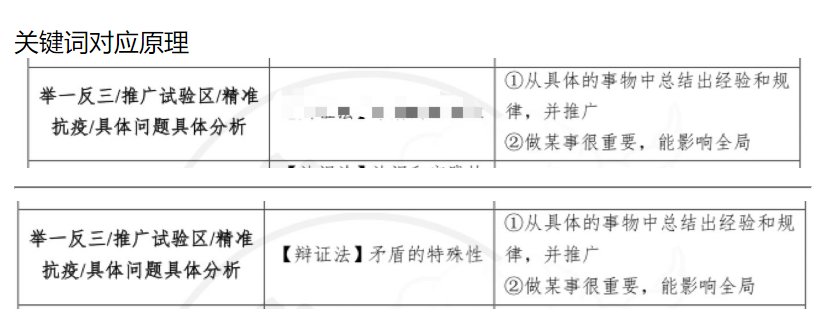 关键词对应原理
举一反三/推广试验区/精准
抗疫/具体问题具体分析
①从具体的事物中总结出经验和规
律，并推广
②做某事很重要，能影响全局
举一反三/推广试验区/精准
抗疫/具体问题具体分析
【辩证法】矛盾的特殊性
①从具体的事物中总结出经验和规
律，并推广
②做某事很重要，能影响全局